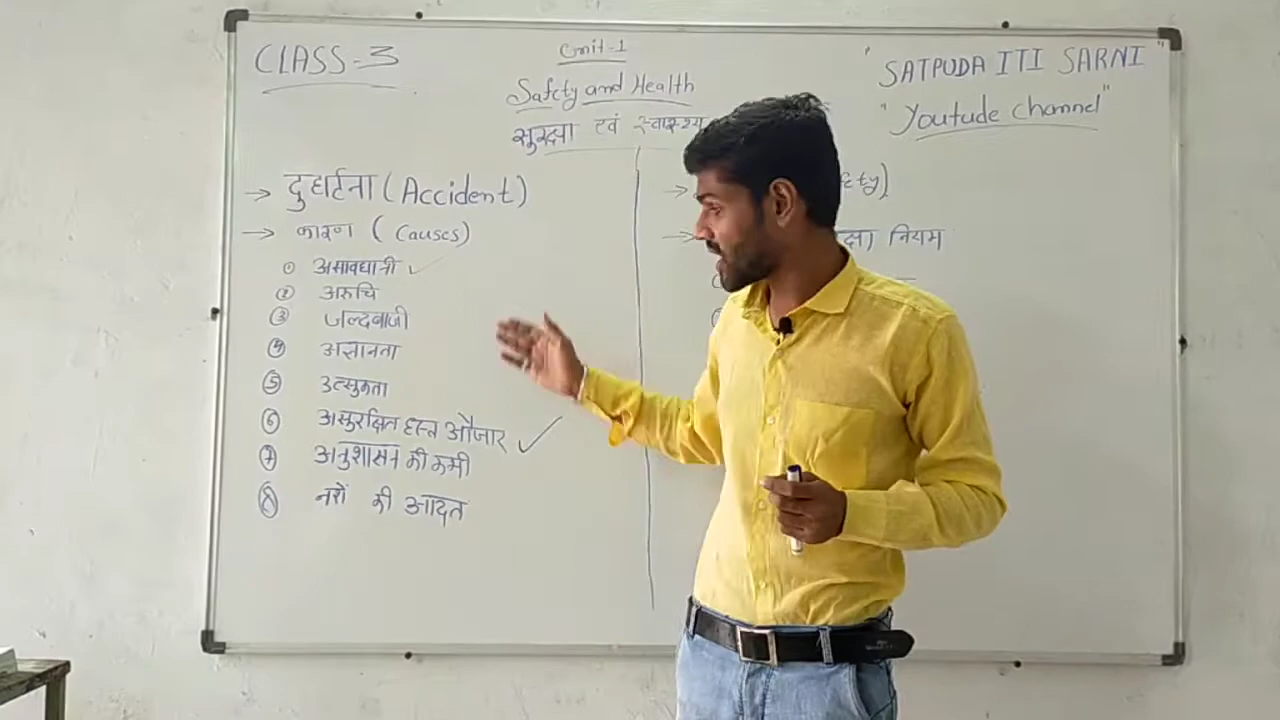 CLASS-3
Unit-1
Safety and Health
सुरक्षा एवं स्वास्थ्य
"SATPUDA ITI SARNI"
"Youtude channel"
→ दुर्घटना (Accident)
→ कारण (Causes)
① असावधानी ✓
② अरुचि
③ जल्दबाजी
④ अज्ञानता
⑤ उत्सुकता
⑥ असुरक्षित हस्त औजार ✓
⑦ अनुशासन की कमी
⑧ नशे की आदत
→ ety)
→ क्षा नियम